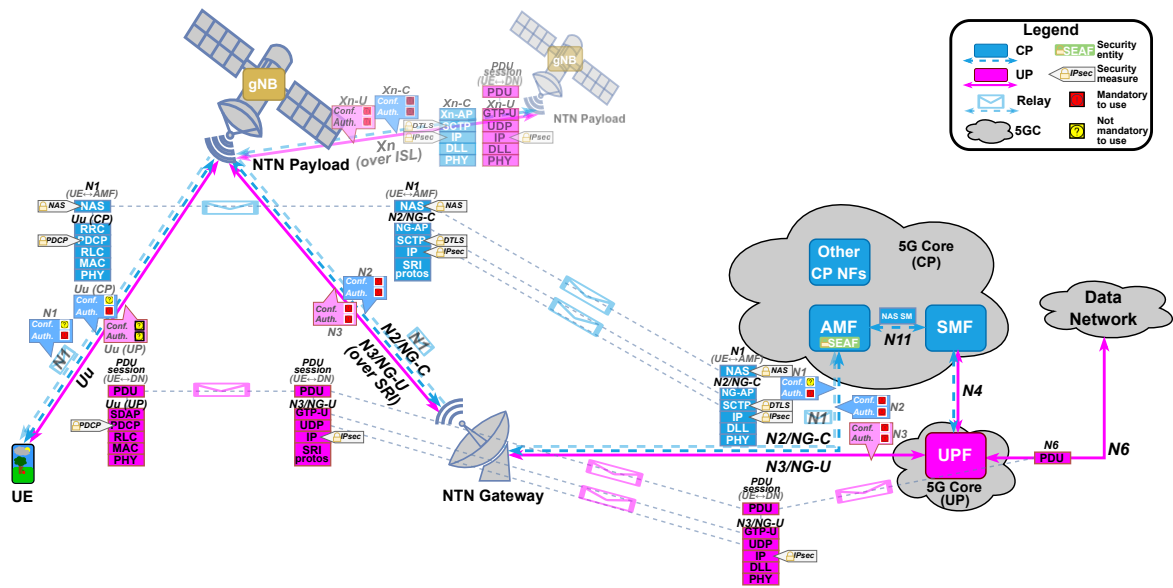 Legend
CP
SEAF
Security
entity
UP
IPsec
Security
measure
Relay
Mandatory
to use
5GC
?
Not
mandatory
to use
gNB
NTN Payload
gNB
NTN Payload
PDU
session
(UE↔DN)
PDU
Xn-U
GTP-U
UDP
IP
IPsec
DLL
PHY
Xn-C
Xn-AP
SCTP
DTLS
IP
IPsec
DLL
PHY
Xn-U
Conf.
Auth.
Xn-C
Conf.
Auth.
Xn
(over ISL)
N1
(UE↔AMF)
NAS
NAS
Uu (CP)
RRC
PDCP
PDCP
RLC
MAC
PHY
N1
(UE↔AMF)
NAS
NAS
N2/NG-C
NG-AP
SCTP
DTLS
IP
IPsec
SRI
protos
Uu (CP)
Conf. ?
Auth.
N1
Conf. ?
Auth.
Conf. ?
Auth. ?
Uu (UP)
N1
Uu
N2
Conf.
Auth.
Conf.
Auth.
N3
N1
N2/NG-C
N3/NG-U
(over SRI)
PDU
session
(UE↔DN)
PDU
Uu (UP)
SDAP
PDCP
PDCP
RLC
MAC
PHY
PDU
session
(UE↔DN)
PDU
N3/NG-U
GTP-U
UDP
IP
IPsec
SRI
protos
UE
NTN Gateway
5G Core
(CP)
Other
CP NFs
AMF
SEAF
NAS SM
N11
SMF
N4
Data
Network
N1
(UE↔AMF)
NAS
NAS
N2/NG-C
NG-AP
SCTP
DTLS
IP
IPsec
DLL
PHY
N1
Conf. ?
Auth.
Conf.
Auth.
N2
N1
Conf.
Auth.
N3
N2/NG-C
N3/NG-U
UPF
5G Core
(UP)
N6
PDU
N6
PDU
session
(UE↔DN)
PDU
N3/NG-U
GTP-U
UDP
IP
IPsec
DLL
PHY